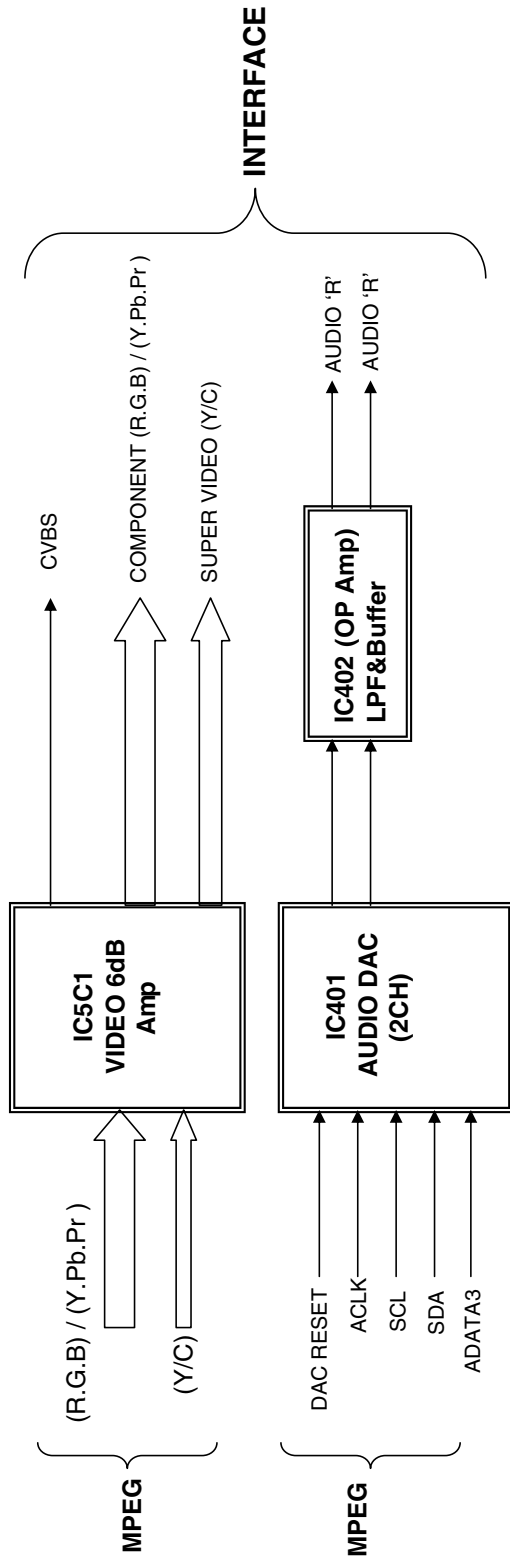 MPEG
(R.G.B) / (Y.Pb.Pr )
(Y/C)
IC5C1
VIDEO 6dB
Amp
CVBS
COMPONENT (R.G.B) / (Y.Pb.Pr )
SUPER VIDEO (Y/C)
INTERFACE
MPEG
DAC RESET
ACLK
SCL
SDA
ADATA3
IC401
AUDIO DAC
(2CH)
IC402 (OP Amp)
LPF&Buffer
AUDIO ‘R’
AUDIO ‘R’